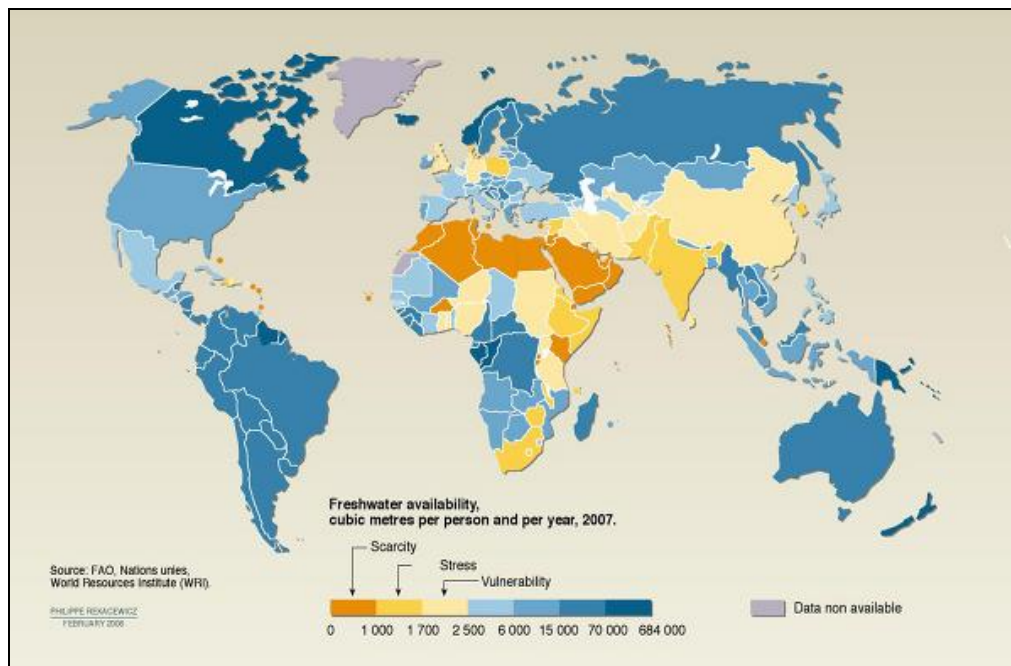 Freshwater availability,
cubic metres per person and per year, 2007.
Scarcity
Stress
Vulnerability
0 1 000 1 700 2 500 6 000 15 000 70 000 684 000
Data non available
Source: FAO, Nations unies,
World Resources Institute (WRI).
PHILIPPE REKACEWICZ
FEBRUARY 2008